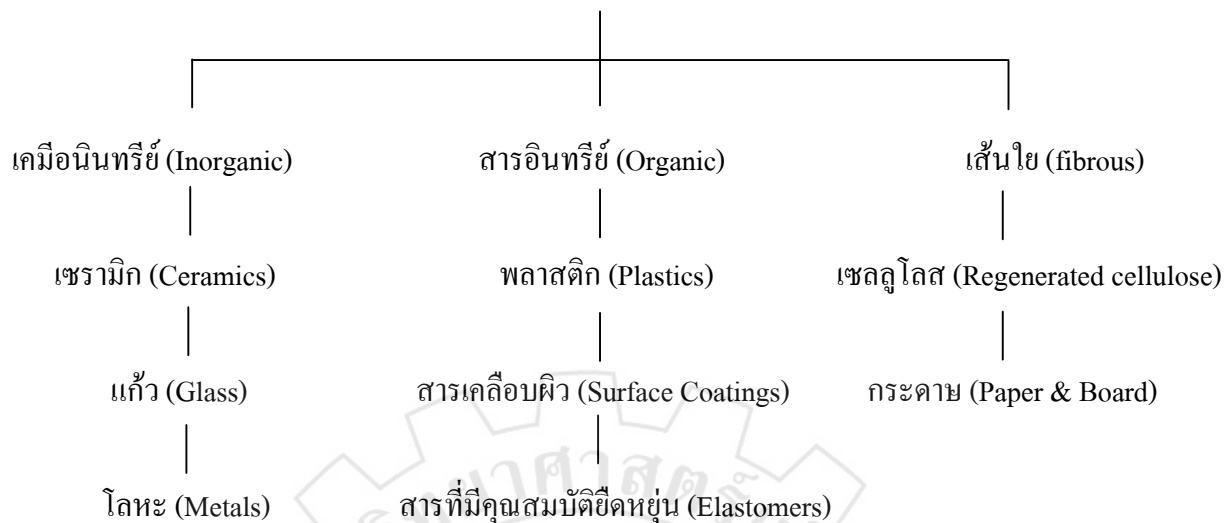 เคมีอนินทรีย์ (Inorganic)
สารอินทรีย์ (Organic)
เส้นใย (fibrous)
เซรามิก (Ceramics)
พลาสติก (Plastics)
เซลลูโลส (Regenerated cellulose)
แก้ว (Glass)
สารเคลือบผิว (Surface Coatings)
กระดาษ (Paper & Board)
โลหะ (Metals)
สารที่มีคุณสมบัติยืดหยุ่น (Elastomers)